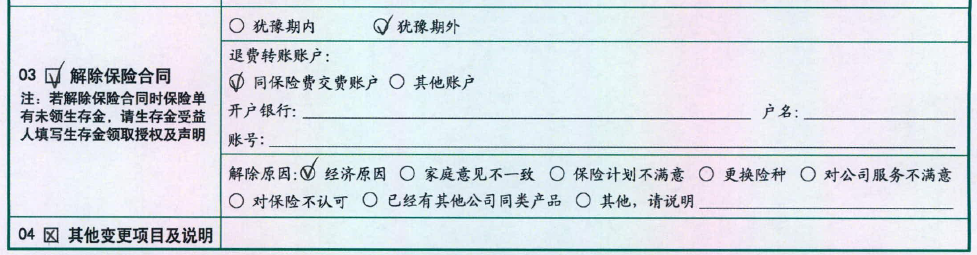 ○ 犹豫期内 ☑ 犹豫期外
退费转账账户:
03 ☑ 解除保险合同
注：若解除保险合同时保险单
有未领生存金，请生存金受益
人填写生存金领取授权及声明
☑ 同保险费交费账户 ○ 其他账户
开户银行: 户名:
账号:
解除原因: ☑ 经济原因 ○ 家庭意见不一致 ○ 保险计划不满意 ○ 更换险种 ○ 对公司服务不满意
○ 对保险不认可 ○ 已经有其他公司同类产品 ○ 其他，请说明
04 ☒ 其他变更项目及说明